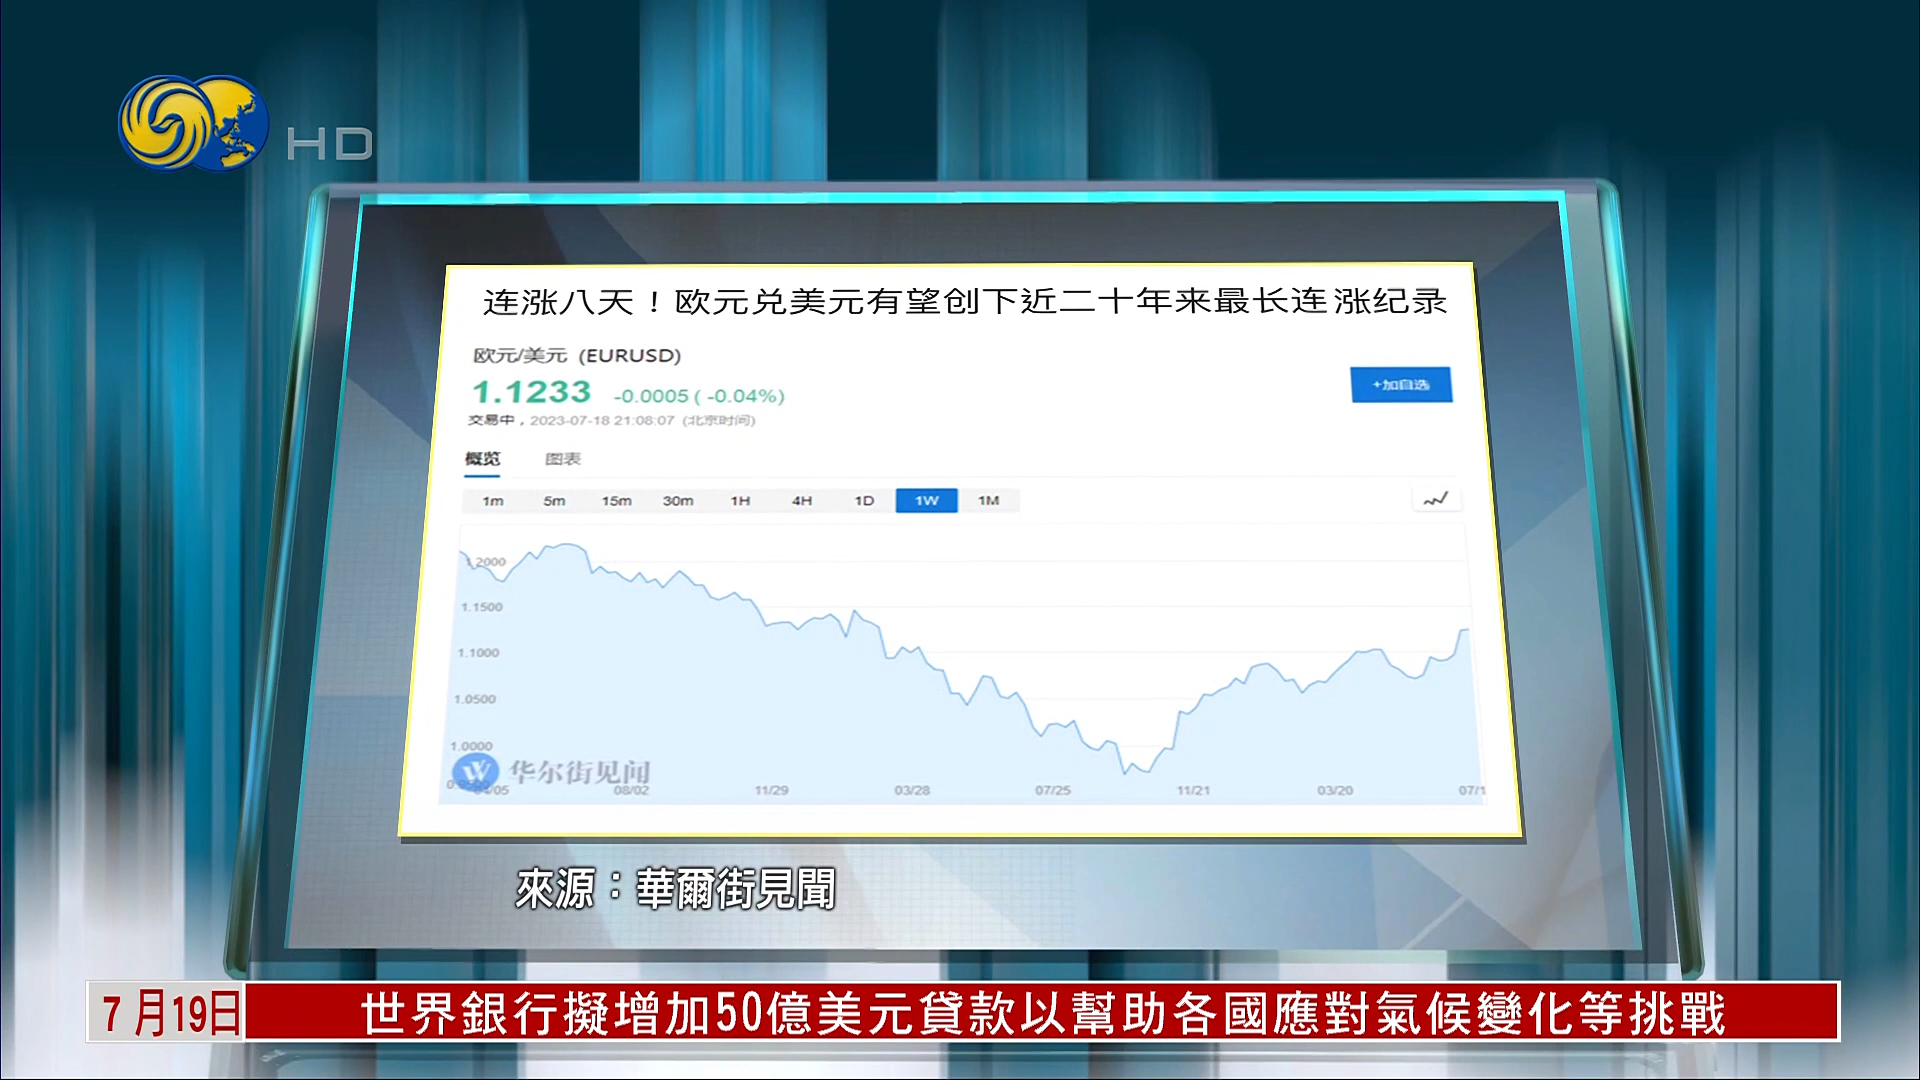 HD
连涨八天！欧元兑美元有望创下近二十年来最长连涨纪录
欧元/美元 (EURUSD)
1.1233 -0.0005 ( -0.04%)
+加自选
交易中，2023-07-18 21:08:07 (北京时间)
概览 图表
1m 5m 15m 30m 1H 4H 1D 1W 1M
1.2000
1.1500
1.1000
1.0500
1.0000
华尔街见闻
08/02 11/29 03/28 07/25 11/21 03/20 07/1
來源：華爾街見聞
7月19日 世界銀行擬增加50億美元貸款以幫助各國應對氣候變化等挑戰